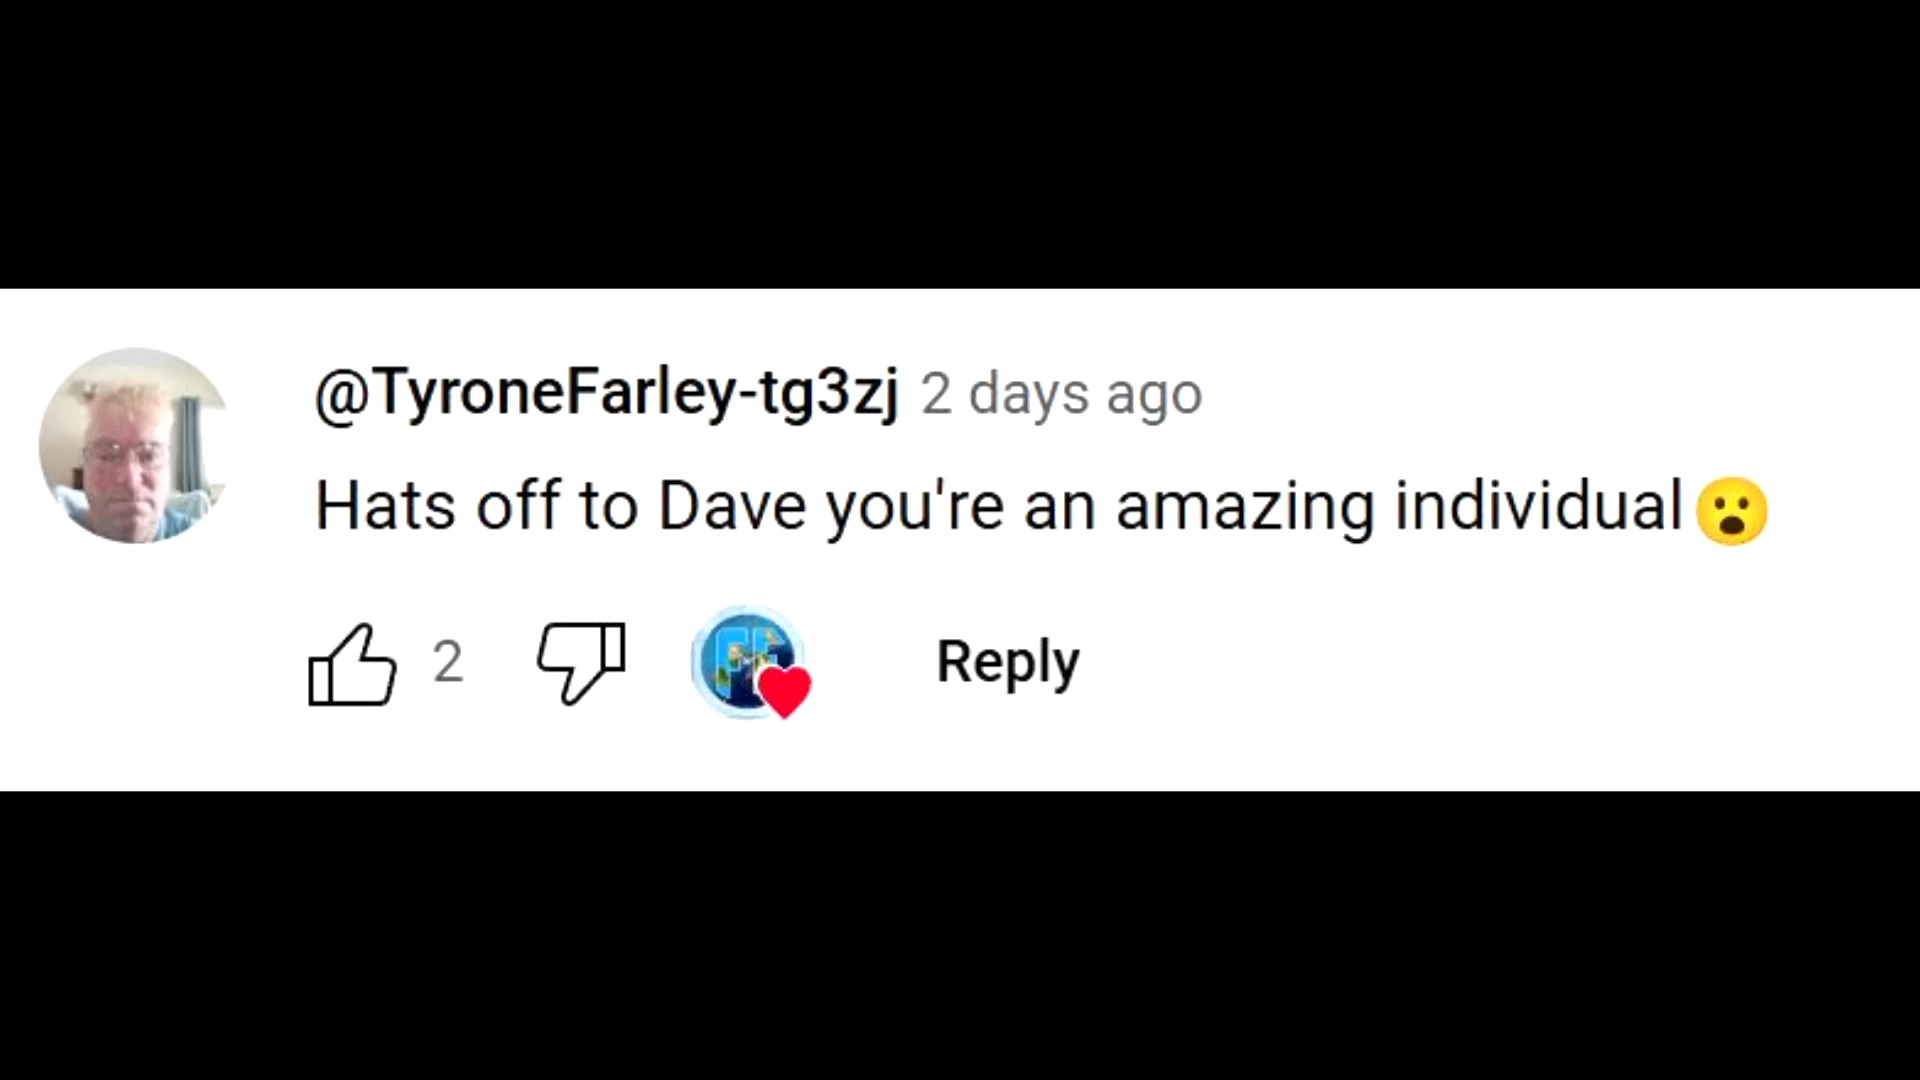 @TyroneFarley-tg3zj 2 days ago
Hats off to Dave you're an amazing individual😮
2 Reply